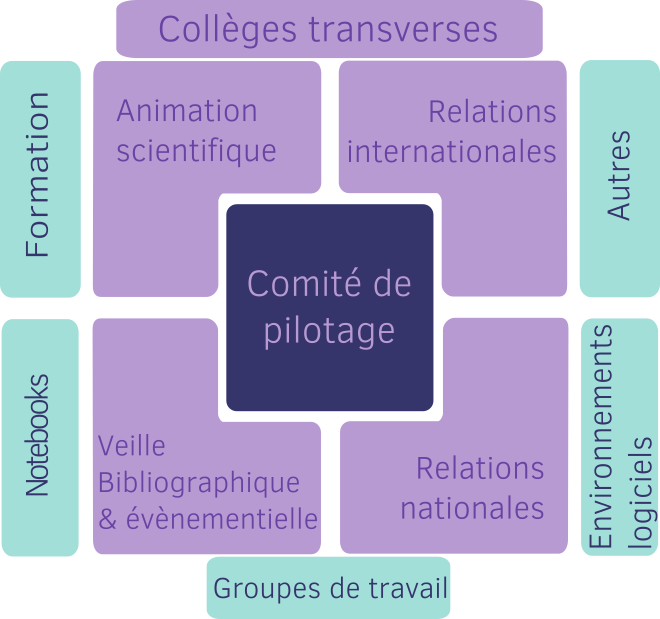 Collèges transverses
Formation
Animation
scientifique
Relations
internationales
Autres
Comité de
pilotage
Notebooks
Veille
Bibliographique
& évènementielle
Relations
nationales
Environnements
logiciels
Groupes de travail